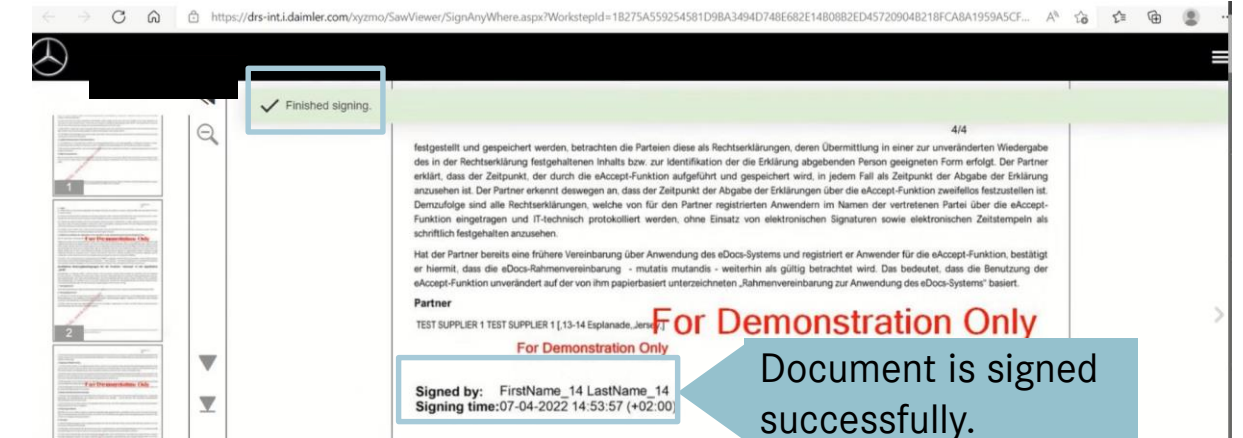 https://drs-int.i.daimler.com/xyzmo/SawViewer/SignAnyWhere.aspx?WorkstepId=1B275A559254581D9BA3494D748E682E14B08B2ED45720904B218FCA8A1959A5CF...
Finished signing.
4/4
festgestellt und gespeichert werden, betrachten die Parteien diese als Rechtserklärungen, deren Übermittlung in einer zur unveränderten Wiedergabe
des in der Rechtserklärung festgehaltenen Inhalts bzw. zur Identifikation der die Erklärung abgebenden Person geeigneten Form erfolgt. Der Partner
erklärt, dass der Zeitpunkt, der durch die eAccept-Funktion aufgeführt und gespeichert wird, in jedem Fall als Zeitpunkt der Abgabe der Erklärung
anzusehen ist. Der Partner erkennt deswegen an, dass der Zeitpunkt der Abgabe der Erklärungen über die eAccept-Funktion zweifellos festzustellen ist.
Demzufolge sind alle Rechtserklärungen, welche von für den Partner registrierten Anwendern im Namen der vertretenen Partei über die eAccept-
Funktion eingetragen und IT-technisch protokolliert werden, ohne Einsatz von elektronischen Signaturen sowie elektronischen Zeitstempeln als
schriftlich festgehalten anzusehen.
Hat der Partner bereits eine frühere Vereinbarung über Anwendung des eDocs-Systems und registriert er Anwender für die eAccept-Funktion, bestätigt
er hiermit, dass die eDocs-Rahmenvereinbarung - mutatis mutandis - weiterhin als gültig betrachtet wird. Das bedeutet, dass die Benutzung der
eAccept-Funktion unverändert auf der von ihm papierbasiert unterzeichneten „Rahmenvereinbarung zur Anwendung des eDocs-Systems" basiert.
Partner
TEST SUPPLIER 1 TEST SUPPLIER 1 [,13-14 Esplanade,,Jersey,]
For Demonstration Only
For Demonstration Only
Signed by: FirstName_14 LastName_14
Signing time:07-04-2022 14:53:57 (+02:00)
Document is signed
successfully.
1
For Demonstration Only
2
For Demonstration Only